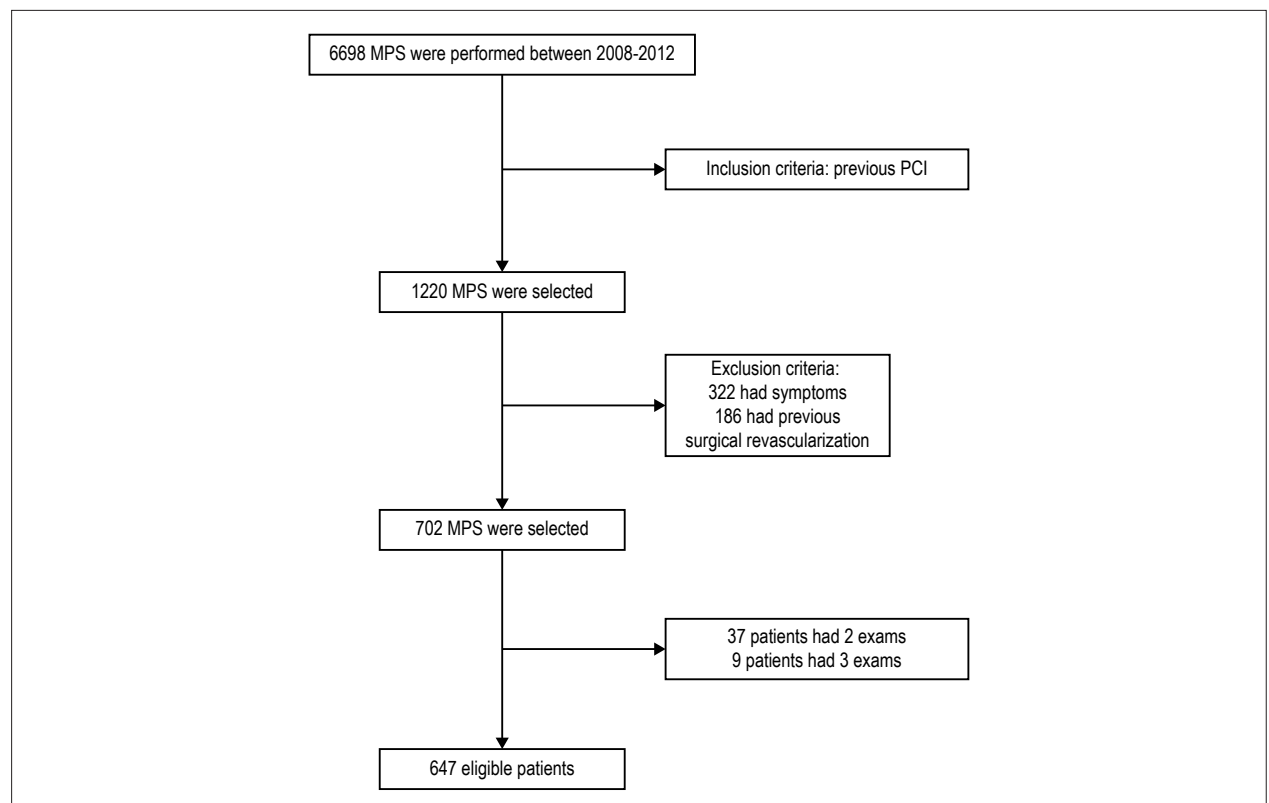 6698 MPS were performed between 2008-2012
Inclusion criteria: previous PCI
1220 MPS were selected
Exclusion criteria:
322 had symptoms
186 had previous
surgical revascularization
702 MPS were selected
37 patients had 2 exams
9 patients had 3 exams
647 eligible patients